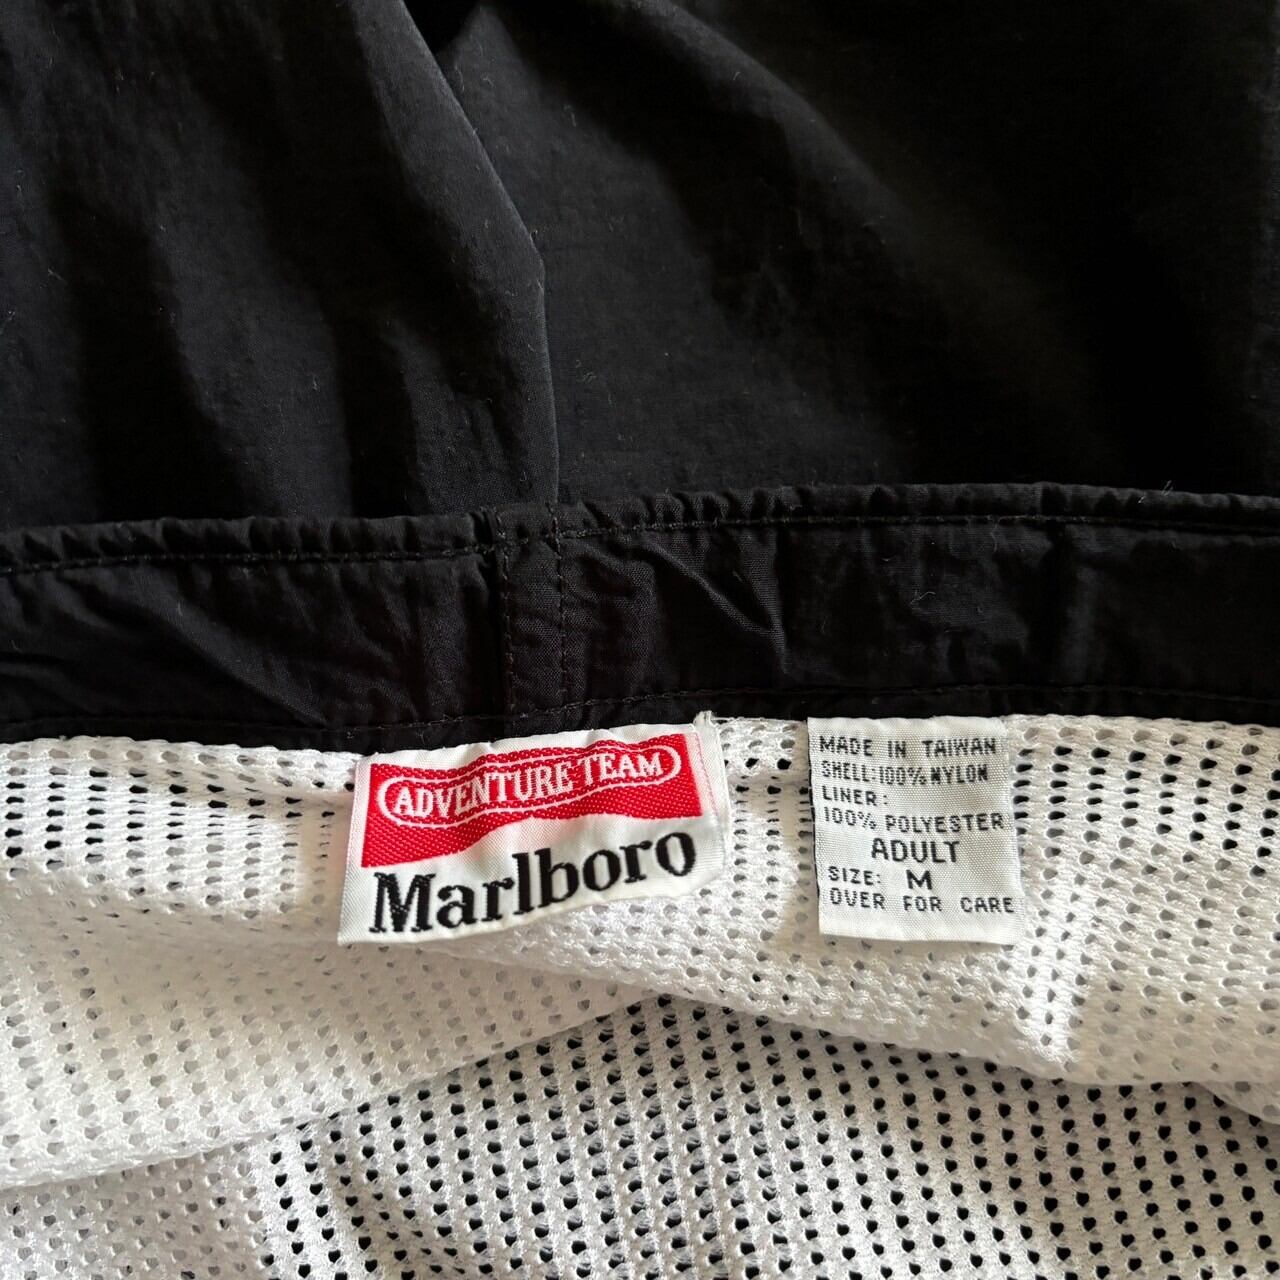 ADVENTURE TEAM
Marlboro
MADE IN TAIWAN
SHELL:100% NYLON
LINER:
100% POLYESTER
ADULT
SIZE: M
OVER FOR CARE